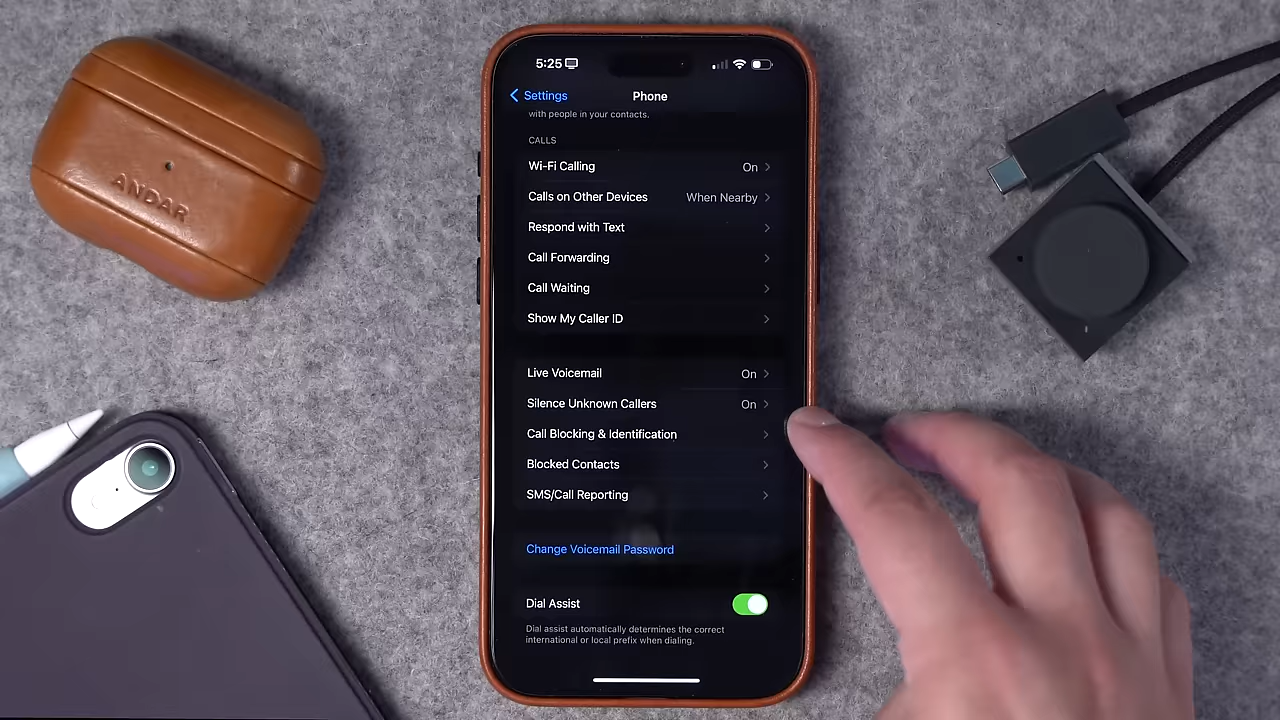 ANDAR
5:25
Settings
Phone
with people in your contacts.
CALLS
Wi-Fi Calling On
Calls on Other Devices When Nearby
Respond with Text
Call Forwarding
Call Waiting
Show My Caller ID
Live Voicemail On
Silence Unknown Callers On
Call Blocking & Identification
Blocked Contacts
SMS/Call Reporting
Change Voicemail Password
Dial Assist
Dial assist automatically determines the correct
international or local prefix when dialing.